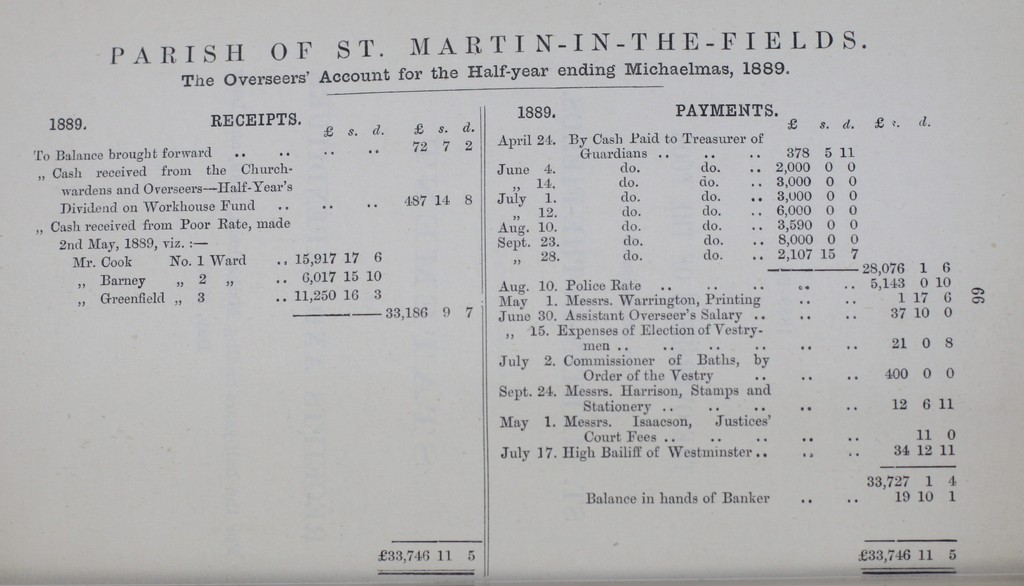 PARISH OF ST. MARTIN-IN-THE-FIELDS.
The Overseers' Account for the Half-year ending Michaelmas, 1889.
1889. RECEIPTS.
£ s. d. £ s. d.
To Balance brought forward .. .. .. .. 72 7 2
„ Cash received from the Church-
wardens and Overseers—Half-Year's
Dividend on Workhouse Fund .. .. .. 487 14 8
„ Cash received from Poor Rate, made
2nd May, 1889, viz. :—
Mr. Cook No. 1 Ward .. 15,917 17 6
„ Barney „ 2 „ .. 6,017 15 10
„ Greenfield „ 3 .. 11,250 16 3
33,186 9 7
£33,746 11 5
1889. PAYMENTS.
£ s. d. £ s. d.
April 24. By Cash Paid to Treasurer of
Guardians .. .. .. 378 5 11
June 4. do. do. .. 2,000 0 0
„ 14. do. do. .. 3,000 0 0
July 1. do. do. .. 3,000 0 0
„ 12. do. do. .. 6,000 0 0
Aug. 10. do. do. .. 3,590 0 0
Sept. 23. do. do. .. 8,000 0 0
„ 28. do. do. .. 2,107 15 7
28,076 1 6
Aug. 10. Police Rate .. .. .. .. .. 5,143 0 10
May 1. Messrs. Warrington, Printing .. .. 1 17 6
June 30. Assistant Overseer's Salary .. .. .. 37 10 0
„ 15. Expenses of Election of Vestry-
men .. .. .. .. .. .. 21 0 8
July 2. Commissioner of Baths, by
Order of the Vestry .. .. .. 400 0 0
Sept. 24. Messrs. Harrison, Stamps and
Stationery .. .. .. .. .. 12 6 11
May 1. Messrs. Isaacson, Justices'
Court Fees .. .. .. .. .. 11 0
July 17. High Bailiff of Westminster .. .. .. 34 12 11
33,727 1 4
Balance in hands of Banker .. .. 19 10 1
£33,746 11 5
66